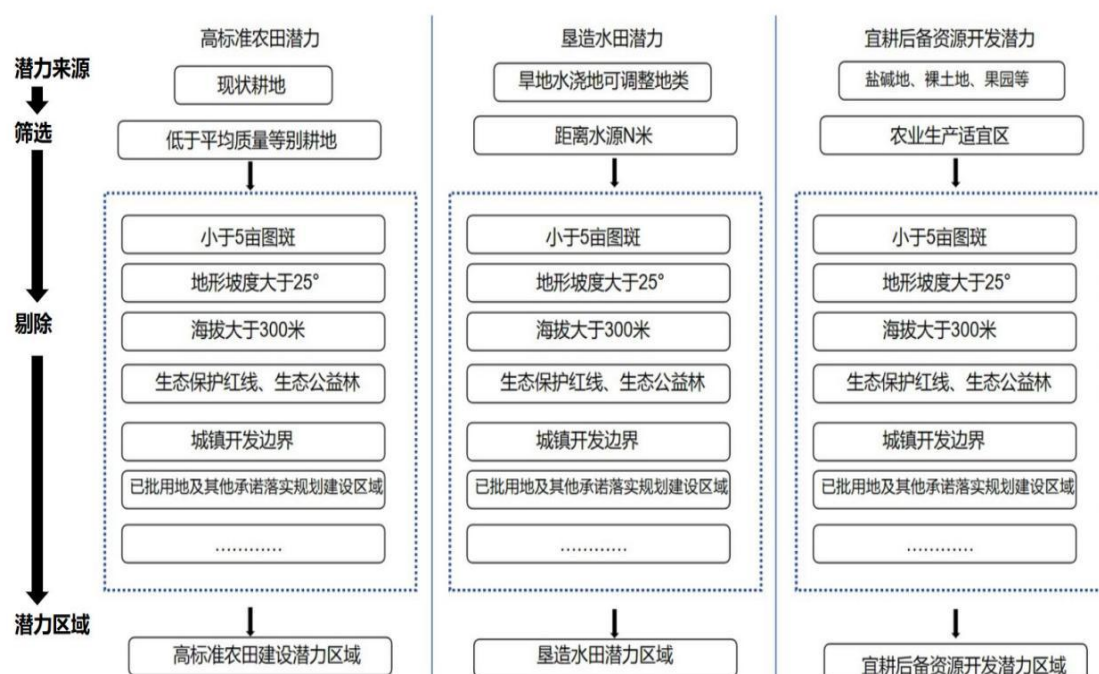 潜力来源
筛选
剔除
潜力区域
高标准农田潜力
现状耕地
低于平均质量等别耕地
小于5亩图斑
地形坡度大于25°
海拔大于300米
生态保护红线、生态公益林
城镇开发边界
已批用地及其他承诺落实规划建设区域
…………
高标准农田建设潜力区域
垦造水田潜力
旱地水浇地可调整地类
距离水源N米
小于5亩图斑
地形坡度大于25°
海拔大于300米
生态保护红线、生态公益林
城镇开发边界
已批用地及其他承诺落实规划建设区域
…………
垦造水田潜力区域
宜耕后备资源开发潜力
盐碱地、裸土地、果园等
农业生产适宜区
小于5亩图斑
地形坡度大于25°
海拔大于300米
生态保护红线、生态公益林
城镇开发边界
已批用地及其他承诺落实规划建设区域
…………
宜耕后备资源开发潜力区域